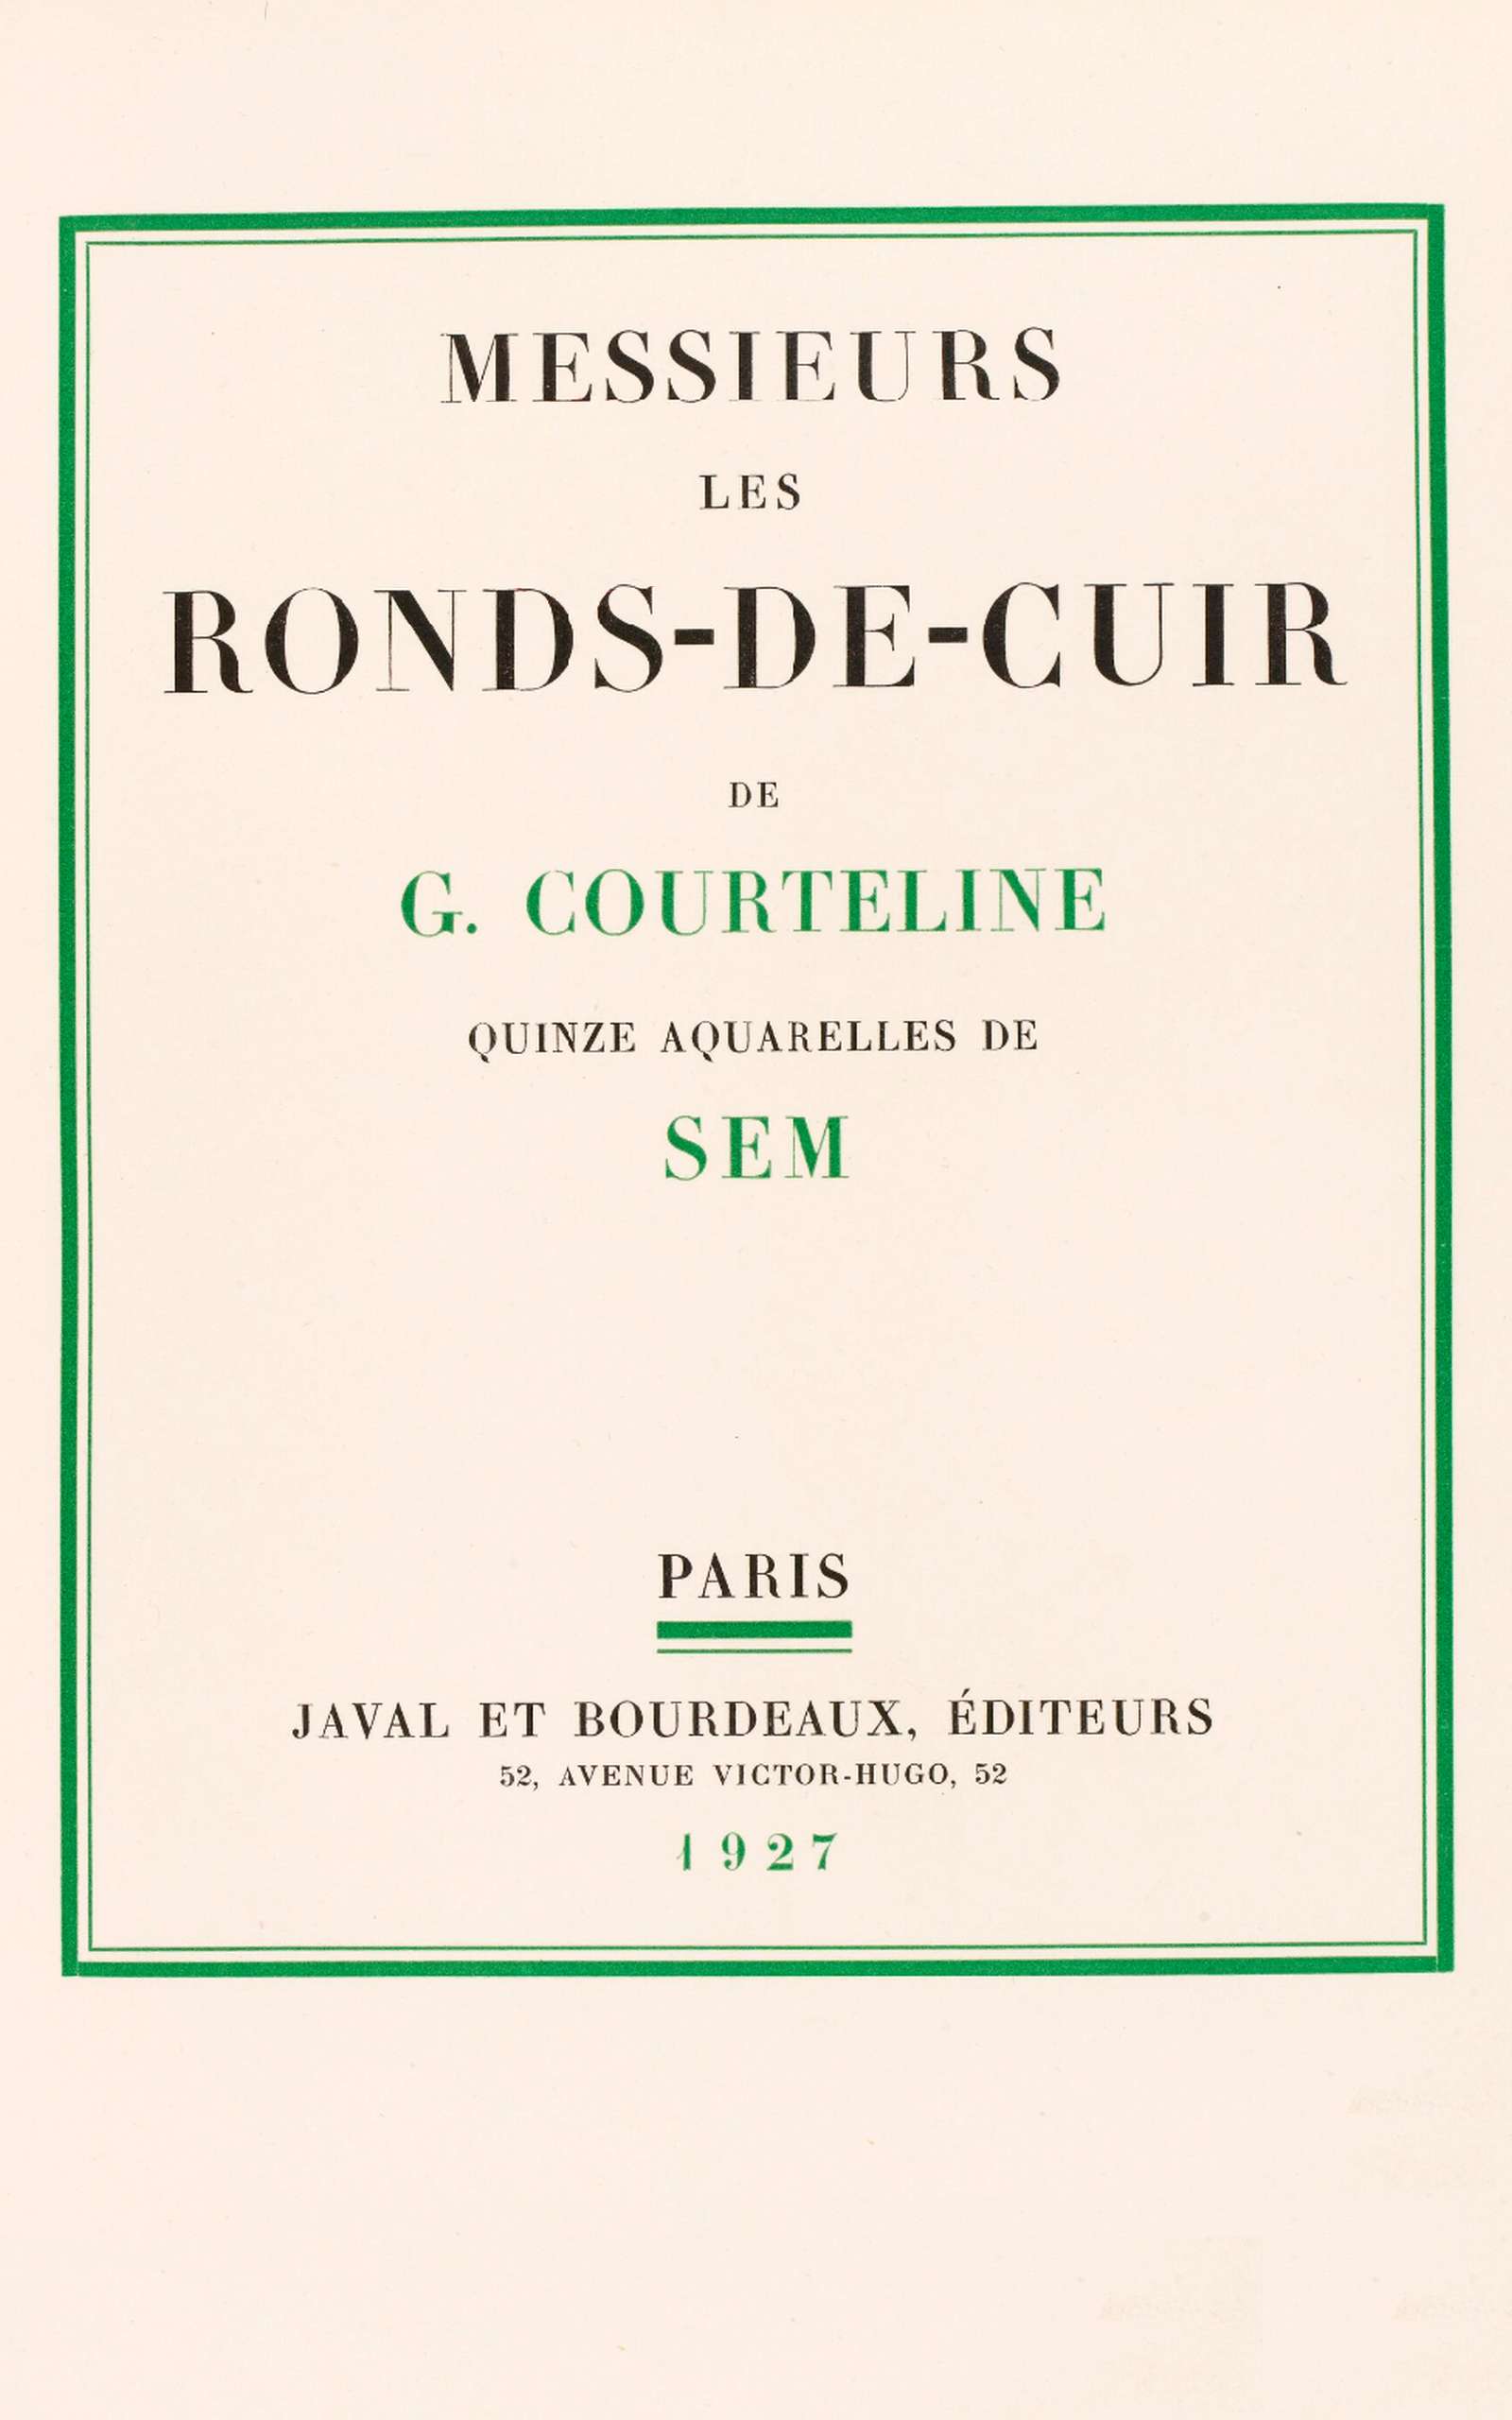 MESSIEURS
LES
RONDS-DE-CUIR
DE
G. COURTELINE
QUINZE AQUARELLES DE
SEM
PARIS
JAVAL ET BOURDEAUX, ÉDITEURS
52, AVENUE VICTOR-HUGO, 52
1927